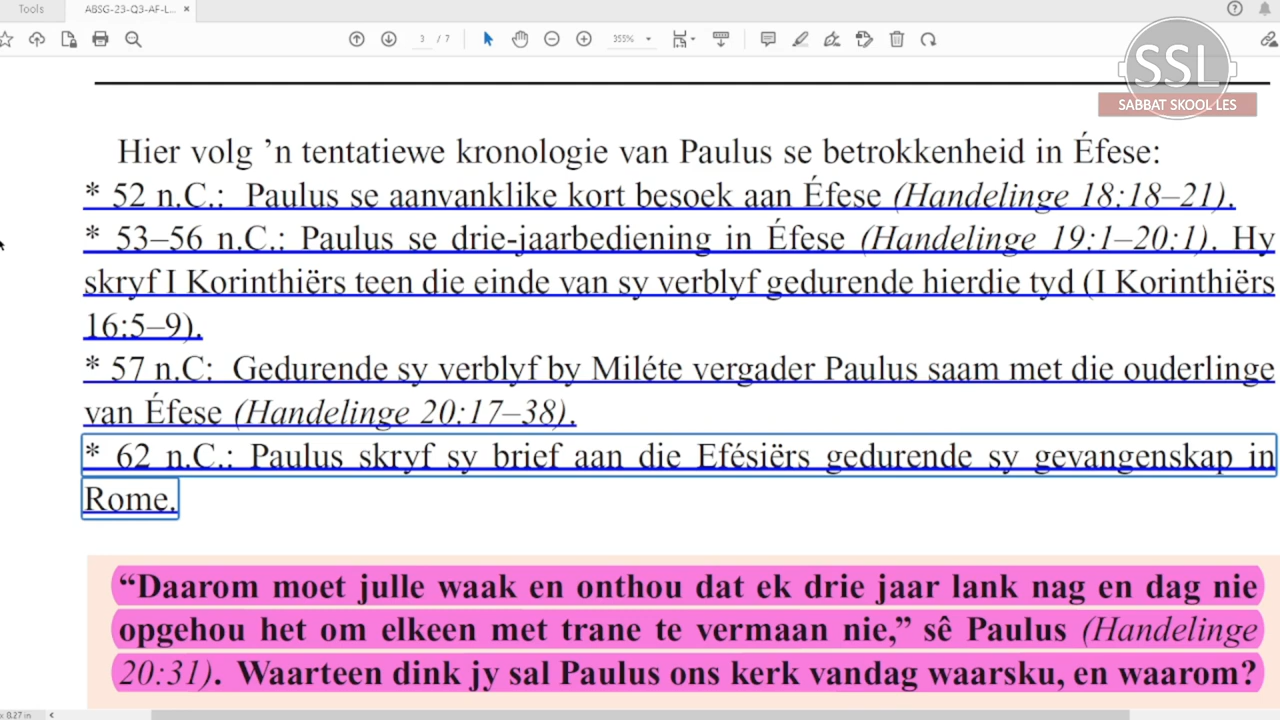 Tools ABSG-23-Q3-AF-L... ×
3 / 7 355%
SSL
SABBAT SKOOL LES
Hier volg ’n tentatiewe kronologie van Paulus se betrokkenheid in Éfese:
* 52 n.C.: Paulus se aanvanklike kort besoek aan Éfese (Handelinge 18:18–21).
* 53–56 n.C.: Paulus se drie-jaarbediening in Éfese (Handelinge 19:1–20:1). Hy
skryf I Korinthiërs teen die einde van sy verblyf gedurende hierdie tyd (I Korinthiërs
16:5–9).
* 57 n.C: Gedurende sy verblyf by Miléte vergader Paulus saam met die ouderlinge
van Éfese (Handelinge 20:17–38).
* 62 n.C.: Paulus skryf sy brief aan die Efésiërs gedurende sy gevangenskap in
Rome.
“Daarom moet julle waak en onthou dat ek drie jaar lank nag en dag nie
opgehou het om elkeen met trane te vermaan nie,” sê Paulus (Handelinge
20:31). Waarteen dink jy sal Paulus ons kerk vandag waarsku, en waarom?
x 8.27 in